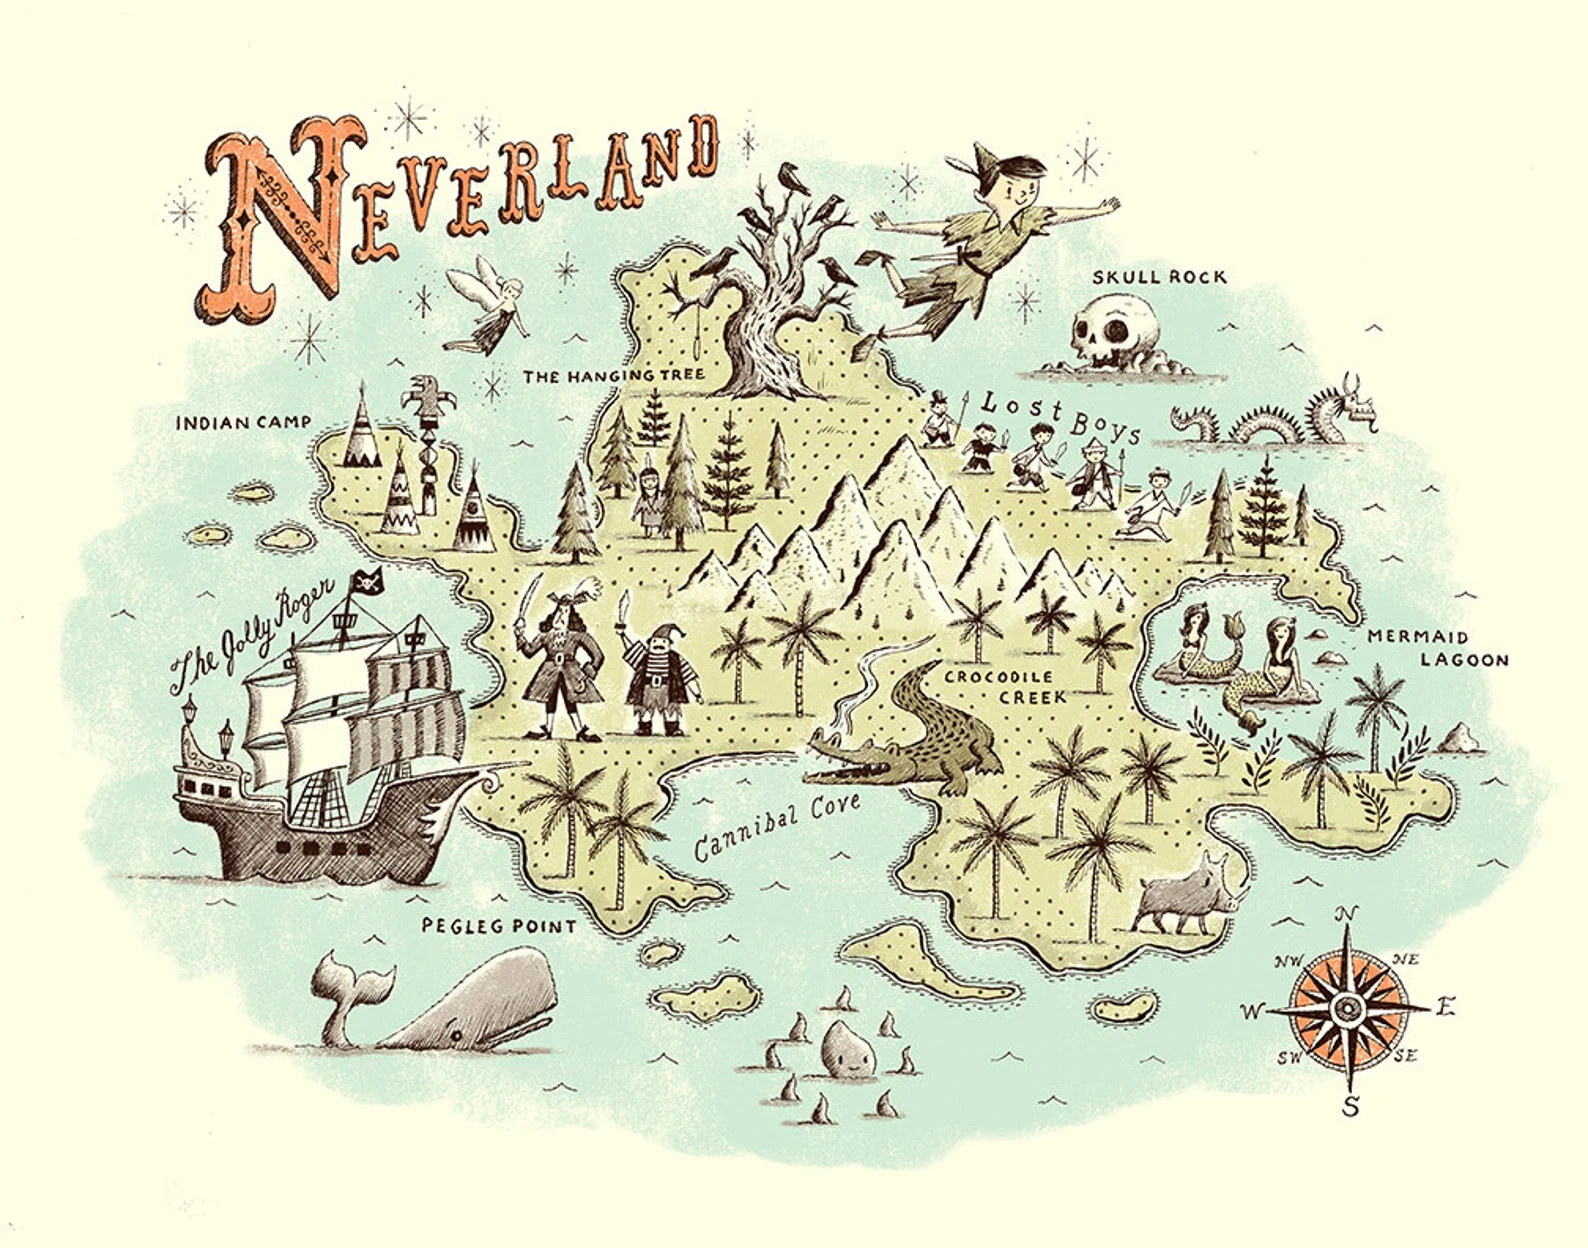 NEVERLAND
SKULL ROCK
THE HANGING TREE
Lost Boys
INDIAN CAMP
The Jolly Roger
MERMAID
LAGOON
CROCODILE
CREEK
Cannibal Cove
PEGLEG POINT
N
NW
NE
W
E
SW
SE
S